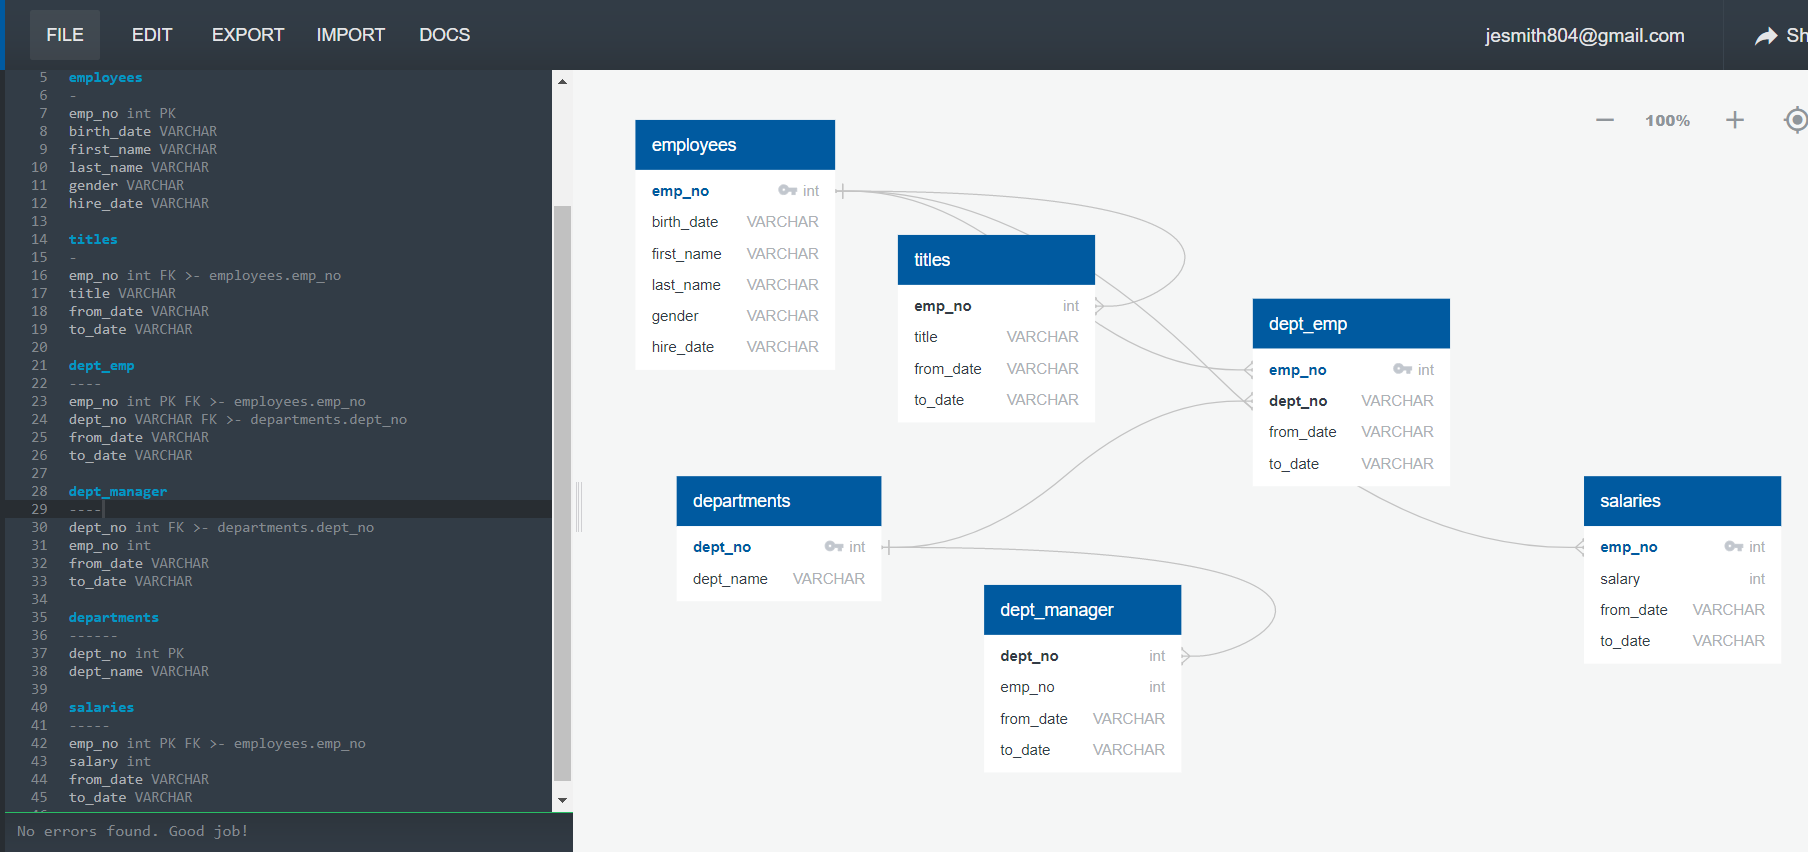 FILE EDIT EXPORT IMPORT DOCS jesmith804@gmail.com
5 employees
6 -
7 emp_no int PK
8 birth_date VARCHAR
9 first_name VARCHAR
10 last_name VARCHAR
11 gender VARCHAR
12 hire_date VARCHAR
13
14 titles
15 -
16 emp_no int FK >- employees.emp_no
17 title VARCHAR
18 from_date VARCHAR
19 to_date VARCHAR
20
21 dept_emp
22 ----
23 emp_no int PK FK >- employees.emp_no
24 dept_no VARCHAR FK >- departments.dept_no
25 from_date VARCHAR
26 to_date VARCHAR
27
28 dept_manager
29 ----
30 dept_no int FK >- departments.dept_no
31 emp_no int
32 from_date VARCHAR
33 to_date VARCHAR
34
35 departments
36 ------
37 dept_no int PK
38 dept_name VARCHAR
39
40 salaries
41 -----
42 emp_no int PK FK >- employees.emp_no
43 salary int
44 from_date VARCHAR
45 to_date VARCHAR
No errors found. Good job!
100%
employees
emp_no int
birth_date VARCHAR
first_name VARCHAR
last_name VARCHAR
gender VARCHAR
hire_date VARCHAR
titles
emp_no int
title VARCHAR
from_date VARCHAR
to_date VARCHAR
dept_emp
emp_no int
dept_no VARCHAR
from_date VARCHAR
to_date VARCHAR
departments
dept_no int
dept_name VARCHAR
dept_manager
dept_no int
emp_no int
from_date VARCHAR
to_date VARCHAR
salaries
emp_no int
salary int
from_date VARCHAR
to_date VARCHAR